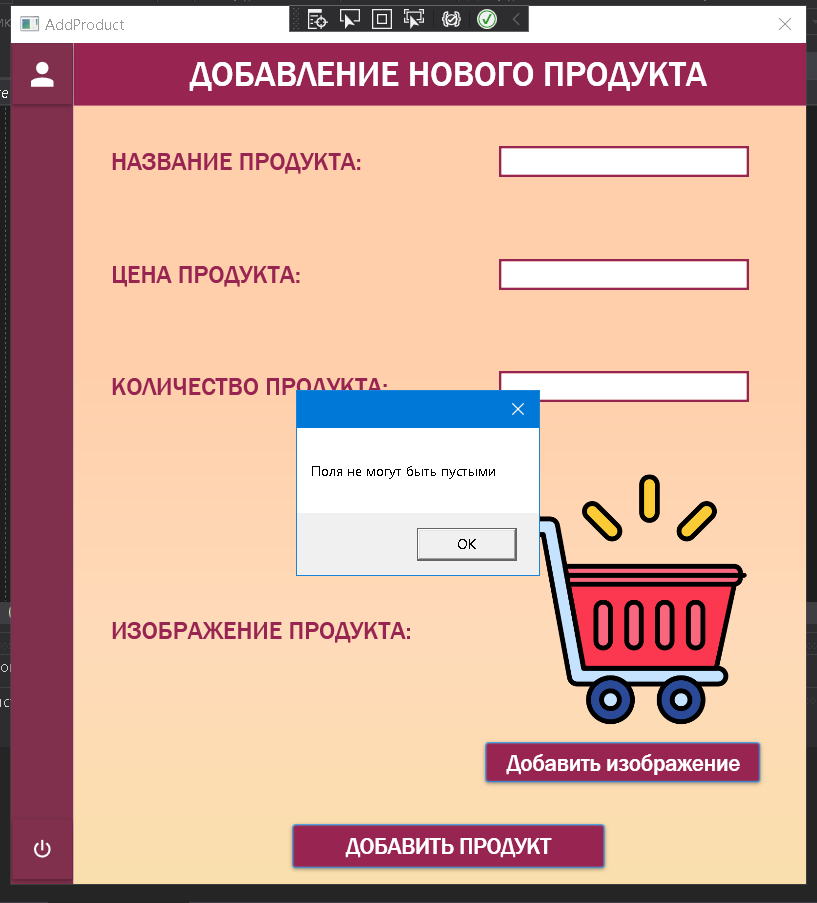 AddProduct
ДОБАВЛЕНИЕ НОВОГО ПРОДУКТА
НАЗВАНИЕ ПРОДУКТА:
ЦЕНА ПРОДУКТА:
КОЛИЧЕСТВО ПРОДУКТА:
Поля не могут быть пустыми
OK
ИЗОБРАЖЕНИЕ ПРОДУКТА:
Добавить изображение
ДОБАВИТЬ ПРОДУКТ